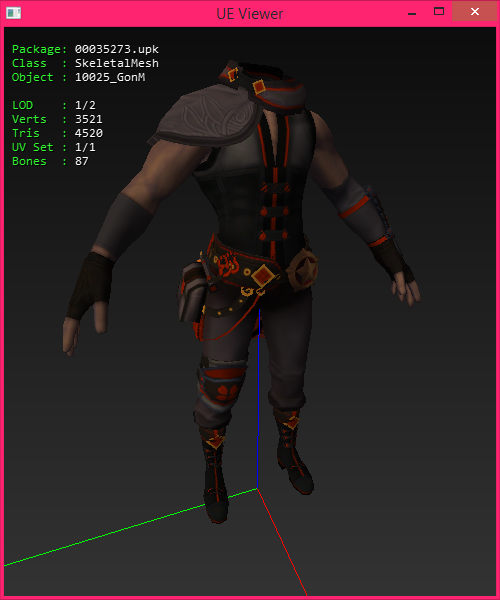 UE Viewer
Package: 00035273.upk
Class : SkeletalMesh
Object : 10025_GonM
LOD : 1/2
Verts : 3521
Tris : 4520
UV Set : 1/1
Bones : 87